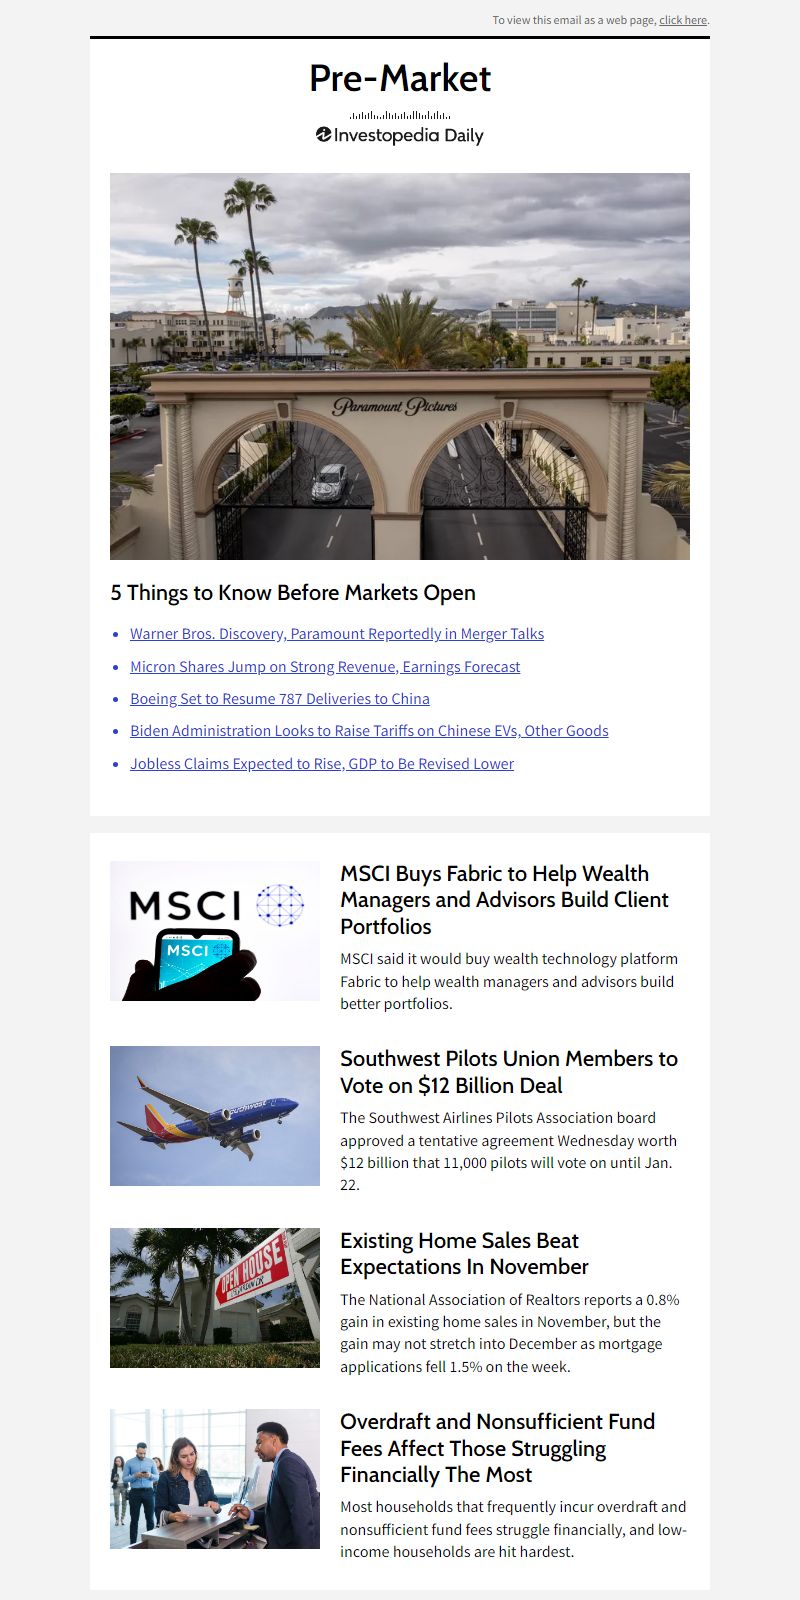 To view this email as a web page, click here.
Pre-Market
Investopedia Daily
Paramount Pictures
5 Things to Know Before Markets Open
Warner Bros. Discovery, Paramount Reportedly in Merger Talks
Micron Shares Jump on Strong Revenue, Earnings Forecast
Boeing Set to Resume 787 Deliveries to China
Biden Administration Looks to Raise Tariffs on Chinese EVs, Other Goods
Jobless Claims Expected to Rise, GDP to Be Revised Lower
MSCI
MSCI
MSCI Buys Fabric to Help Wealth
Managers and Advisors Build Client
Portfolios
MSCI said it would buy wealth technology platform
Fabric to help wealth managers and advisors build
better portfolios.
Southwest
Southwest Pilots Union Members to
Vote on $12 Billion Deal
The Southwest Airlines Pilots Association board
approved a tentative agreement Wednesday worth
$12 billion that 11,000 pilots will vote on until Jan.
22.
OPEN HOUSE
Existing Home Sales Beat
Expectations In November
The National Association of Realtors reports a 0.8%
gain in existing home sales in November, but the
gain may not stretch into December as mortgage
applications fell 1.5% on the week.
Overdraft and Nonsufficient Fund
Fees Affect Those Struggling
Financially The Most
Most households that frequently incur overdraft and
nonsufficient fund fees struggle financially, and low-
income households are hit hardest.